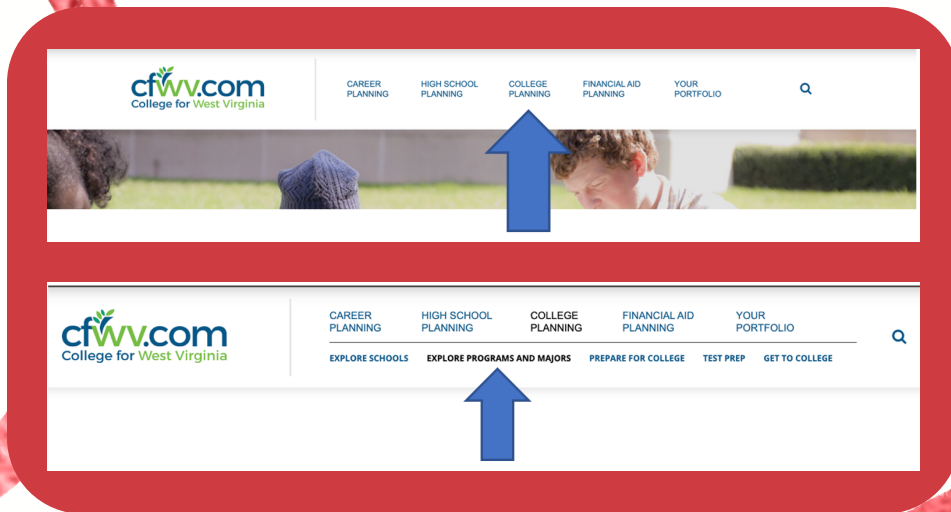 cfwv.com
College for West Virginia
CAREER
PLANNING
HIGH SCHOOL
PLANNING
COLLEGE
PLANNING
FINANCIAL AID
PLANNING
YOUR
PORTFOLIO
cfwv.com
College for West Virginia
CAREER
PLANNING
HIGH SCHOOL
PLANNING
COLLEGE
PLANNING
FINANCIAL AID
PLANNING
YOUR
PORTFOLIO
EXPLORE SCHOOLS EXPLORE PROGRAMS AND MAJORS PREPARE FOR COLLEGE TEST PREP GET TO COLLEGE